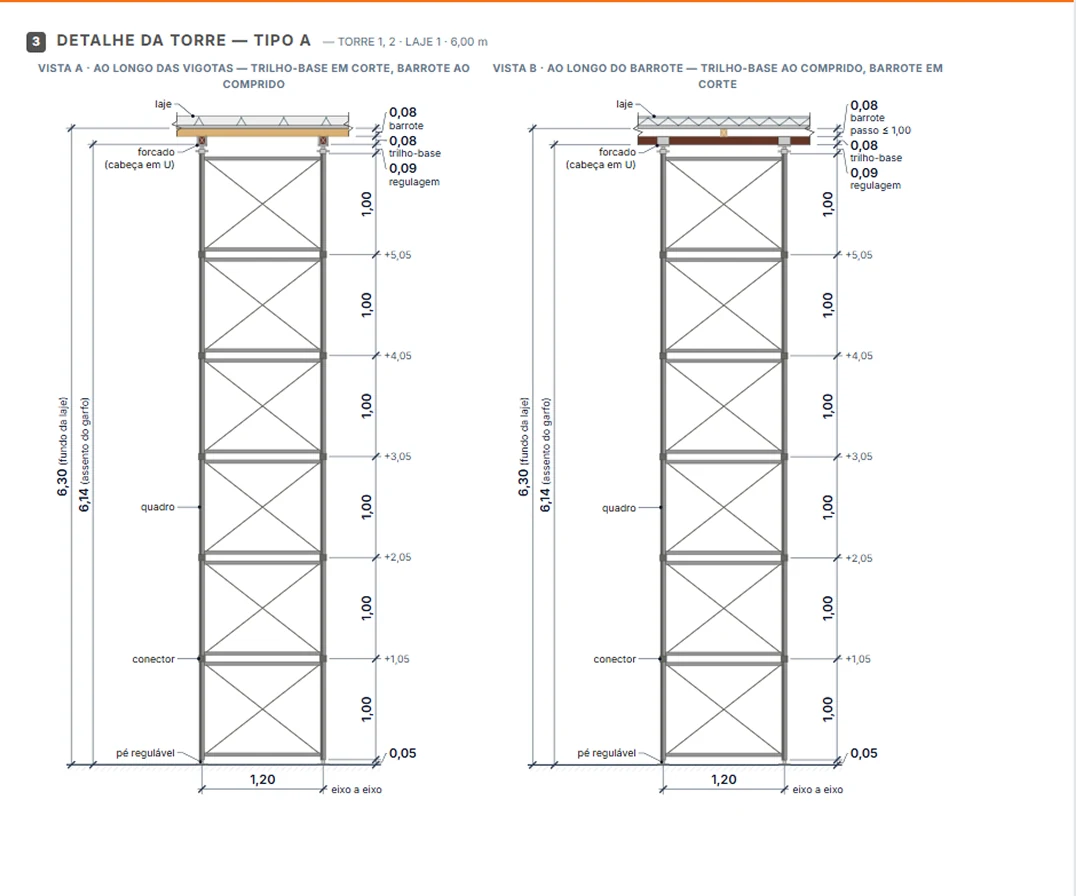 3 DETALHE DA TORRE — TIPO A — TORRE 1, 2 · LAJE 1 · 6,00 m
VISTA A · AO LONGO DAS VIGOTAS — TRILHO-BASE EM CORTE, BARROTE AO
COMPRIDO
laje
0,08
barrote
0,08
trilho-base
0,09
regulagem
forcado
(cabeça em U)
1,00
+5,05
1,00
+4,05
1,00
+3,05
6,30 (fundo da laje)
6,14 (assento do garfo)
quadro
1,00
+2,05
1,00
conector
+1,05
1,00
pé regulável
0,05
1,20
eixo a eixo
VISTA B · AO LONGO DO BARROTE — TRILHO-BASE AO COMPRIDO, BARROTE EM
CORTE
laje
0,08
barrote
passo ≤ 1,00
0,08
trilho-base
0,09
regulagem
forcado
(cabeça em U)
1,00
+5,05
1,00
+4,05
1,00
+3,05
6,30 (fundo da laje)
6,14 (assento do garfo)
quadro
1,00
+2,05
1,00
conector
+1,05
1,00
pé regulável
0,05
1,20
eixo a eixo